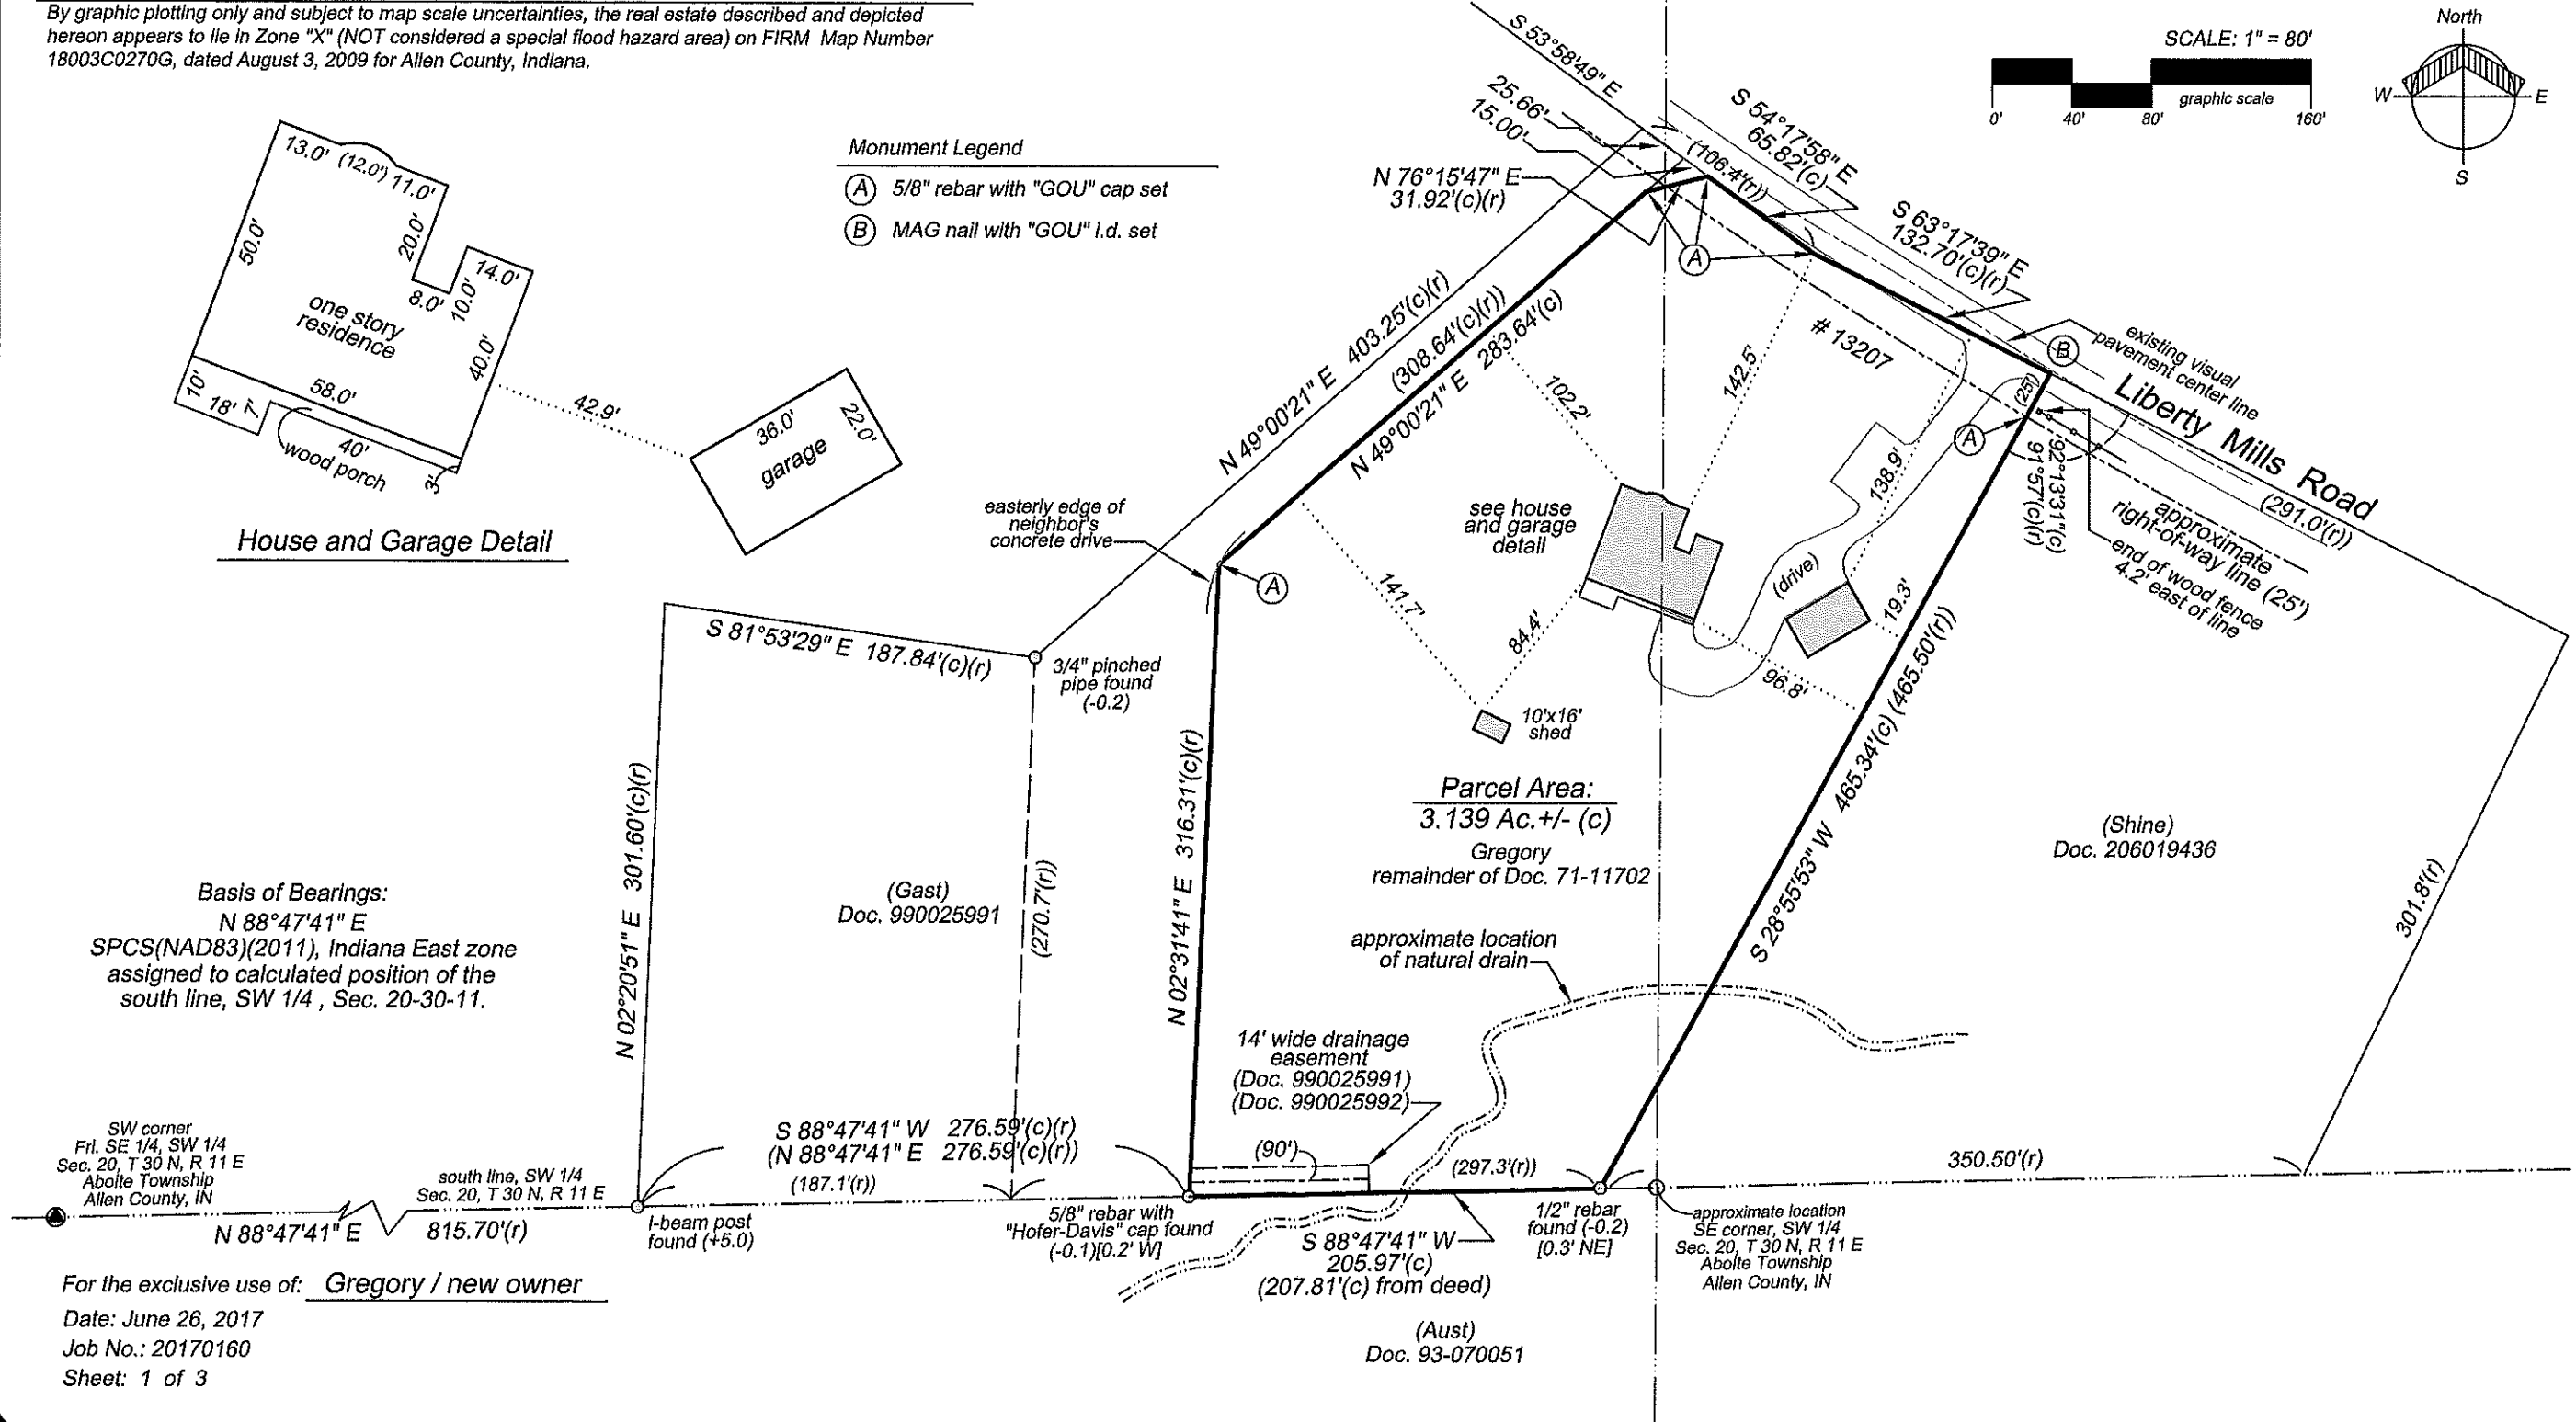 By graphic plotting only and subject to map scale uncertainties, the real estate described and depicted
hereon appears to lie in Zone "X" (NOT considered a special flood hazard area) on FIRM Map Number
18003C0270G, dated August 3, 2009 for Allen County, Indiana.
SCALE: 1" = 80'
graphic scale
0'
40'
80'
160'
North
W
E
S
Monument Legend
A 5/8" rebar with "GOU" cap set
B MAG nail with "GOU" i.d. set
13.0'
(12.0')
11.0'
50.0'
20.0'
8.0'
10.0'
14.0'
one story
residence
40.0'
58.0'
10'
18'
7'
40'
3'
wood porch
42.9'
36.0'
22.0'
garage
House and Garage Detail
S 53°58'49" E
25.66'
15.00'
N 76°15'47" E
31.92'(c)(r)
(106.4'(r))
S 54°17'58" E
65.82'(c)
S 63°17'39" E
132.70'(c)(r)
A
existing visual
pavement center line
B
# 13207
Liberty Mills Road
(25')
A
(291.0'(r))
92°13'31"(c)
91°57'(c)(r)
approximate
right-of-way line (25')
end of wood fence
4.2' east of line
N 49°00'21" E 403.25'(c)(r)
(308.64'(c)(r))
N 49°00'21" E 283.64'(c)
102.2'
142.5'
138.9'
see house
and garage
detail
(drive)
19.3'
141.7'
84.4'
96.8'
10'x16'
shed
easterly edge of
neighbor's
concrete drive
A
S 81°53'29" E 187.84'(c)(r)
3/4" pinched
pipe found
(-0.2)
N 02°20'51" E 301.60'(c)(r)
(Gast)
Doc. 990025991
(270.7'(r))
N 02°31'41" E 316.31'(c)(r)
Parcel Area:
3.139 Ac.+/- (c)
Gregory
remainder of Doc. 71-11702
S 28°55'53" W 465.34'(c) (465.50'(r))
(Shine)
Doc. 206019436
301.8'(r)
approximate location
of natural drain
Basis of Bearings:
N 88°47'41" E
SPCS(NAD83)(2011), Indiana East zone
assigned to calculated position of the
south line, SW 1/4 , Sec. 20-30-11.
14' wide drainage
easement
(Doc. 990025991)
(Doc. 990025992)
(90')
(297.3'(r))
350.50'(r)
SW corner
Frl. SE 1/4, SW 1/4
Sec. 20, T 30 N, R 11 E
Aboite Township
Allen County, IN
south line, SW 1/4
Sec. 20, T 30 N, R 11 E
N 88°47'41" E
815.70'(r)
S 88°47'41" W 276.59'(c)(r)
(N 88°47'41" E 276.59'(c)(r))
(187.1'(r))
I-beam post
found (+5.0)
5/8" rebar with
"Hofer-Davis" cap found
(-0.1)[0.2' W]
S 88°47'41" W
205.97'(c)
(207.81'(c) from deed)
1/2" rebar
found (-0.2)
[0.3' NE]
approximate location
SE corner, SW 1/4
Sec. 20, T 30 N, R 11 E
Aboite Township
Allen County, IN
(Aust)
Doc. 93-070051
For the exclusive use of: Gregory / new owner
Date: June 26, 2017
Job No.: 20170160
Sheet: 1 of 3